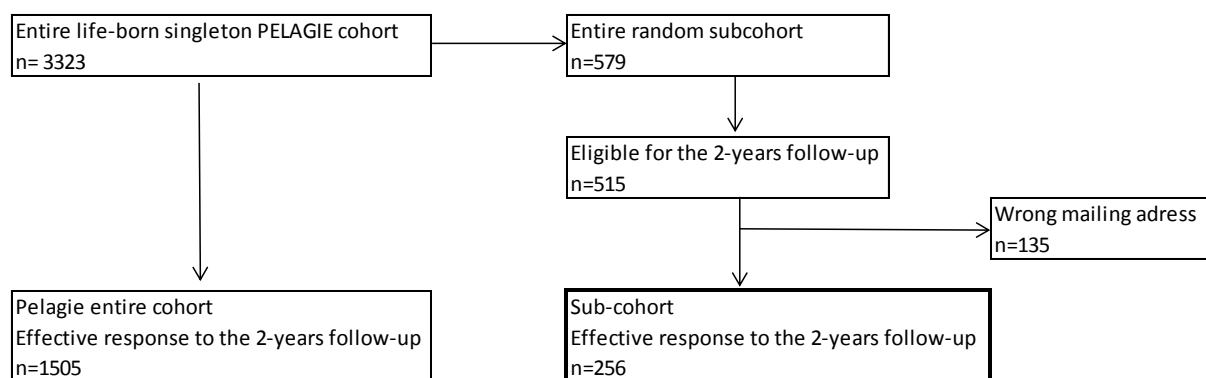 Entire life-born singleton PELAGIE cohort
n= 3323
Entire random subcohort
n=579
Eligible for the 2-years follow-up
n=515
Wrong mailing adress
n=135
Pelagie entire cohort
Effective response to the 2-years follow-up
n=1505
Sub-cohort
Effective response to the 2-years follow-up
n=256